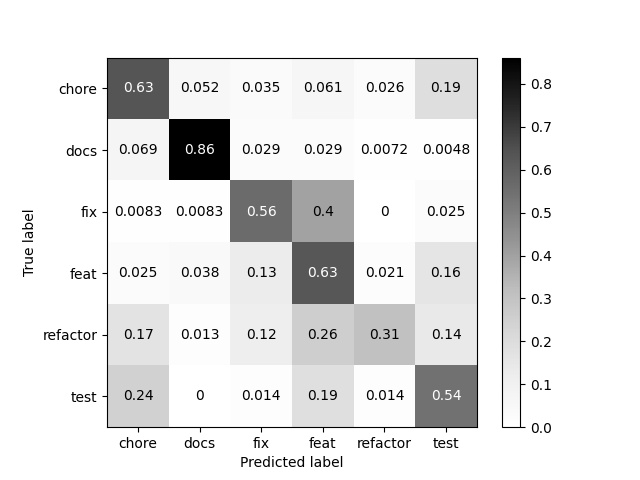 chore 0.63 0.052 0.035 0.061 0.026 0.19
docs 0.069 0.86 0.029 0.029 0.0072 0.0048
fix 0.0083 0.0083 0.56 0.4 0 0.025
feat 0.025 0.038 0.13 0.63 0.021 0.16
refactor 0.17 0.013 0.12 0.26 0.31 0.14
test 0.24 0 0.014 0.19 0.014 0.54
chore docs fix feat refactor test
Predicted label
True label
0.8
0.7
0.6
0.5
0.4
0.3
0.2
0.1
0.0